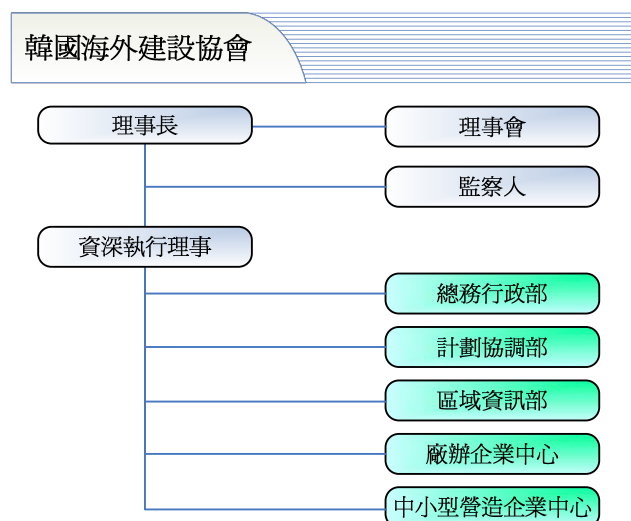 韓國海外建設協會
理事長
理事會
監察人
資深執行理事
總務行政部
計劃協調部
區域資訊部
廠辦企業中心
中小型營造企業中心